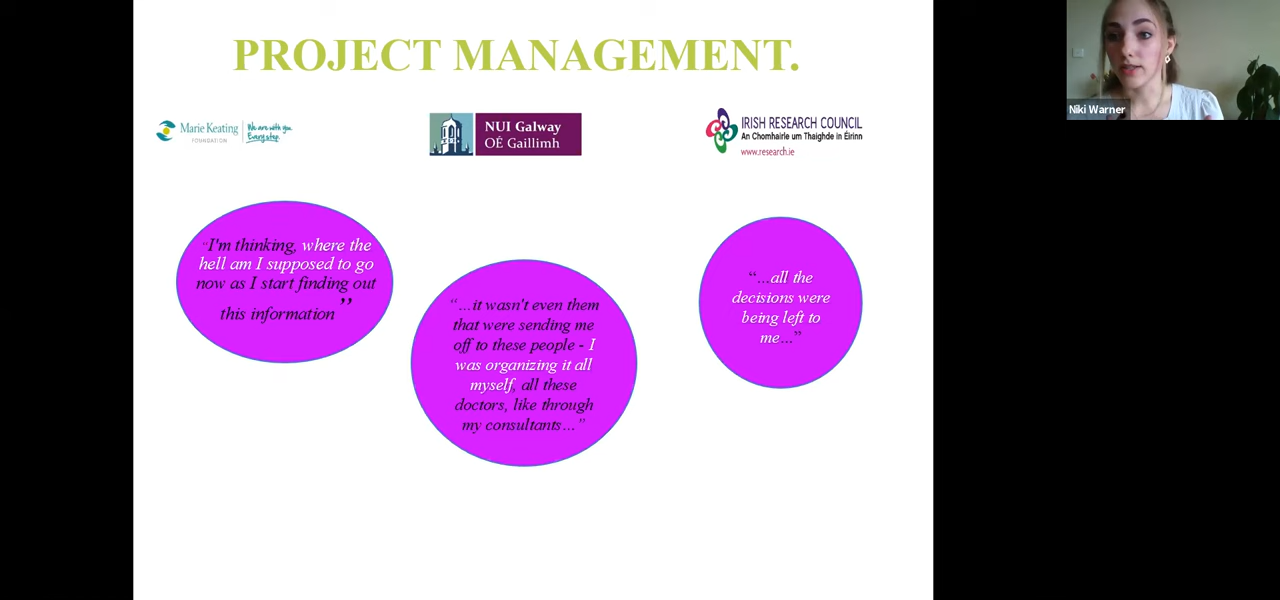 PROJECT MANAGEMENT.
Niki Warner
Marie Keating
FOUNDATION
We are with you.
Every step.
NUI Galway
OÉ Gaillimh
IRISH RESEARCH COUNCIL
An Chomhairle um Thaighde in Éirinn
www.research.ie
“I'm thinking, where the
hell am I supposed to go
now as I start finding out
this information”
“…it wasn't even them
that were sending me
off to these people - I
was organizing it all
myself, all these
doctors, like through
my consultants…”
“…all the
decisions were
being left to
me…”